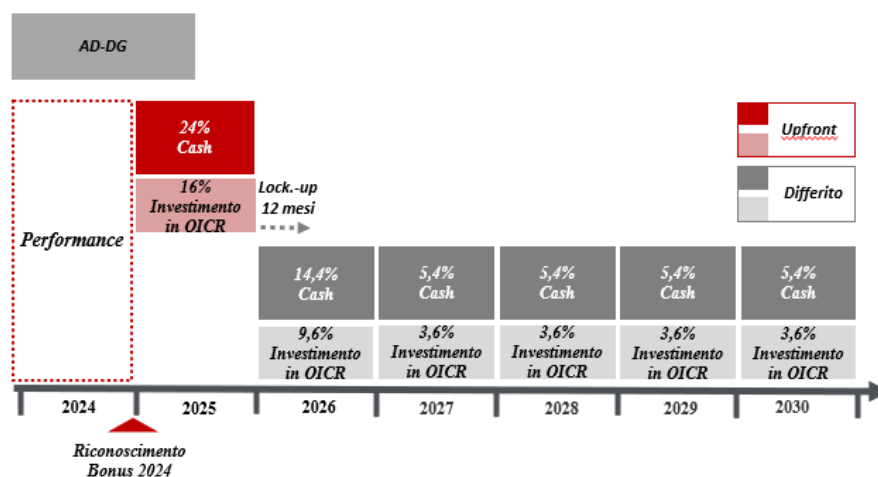 AD-DG
24%
Cash
Upfront
16%
Investimento
in OICR
Lock.-up
12 mesi
Differito
Performance
14,4%
Cash
5,4%
Cash
5,4%
Cash
5,4%
Cash
5,4%
Cash
9,6%
Investimento
in OICR
3,6%
Investimento
in OICR
3,6%
Investimento
in OICR
3,6%
Investimento
in OICR
3,6%
Investimento
in OICR
2024
2025
2026
2027
2028
2029
2030
Riconoscimento
Bonus 2024